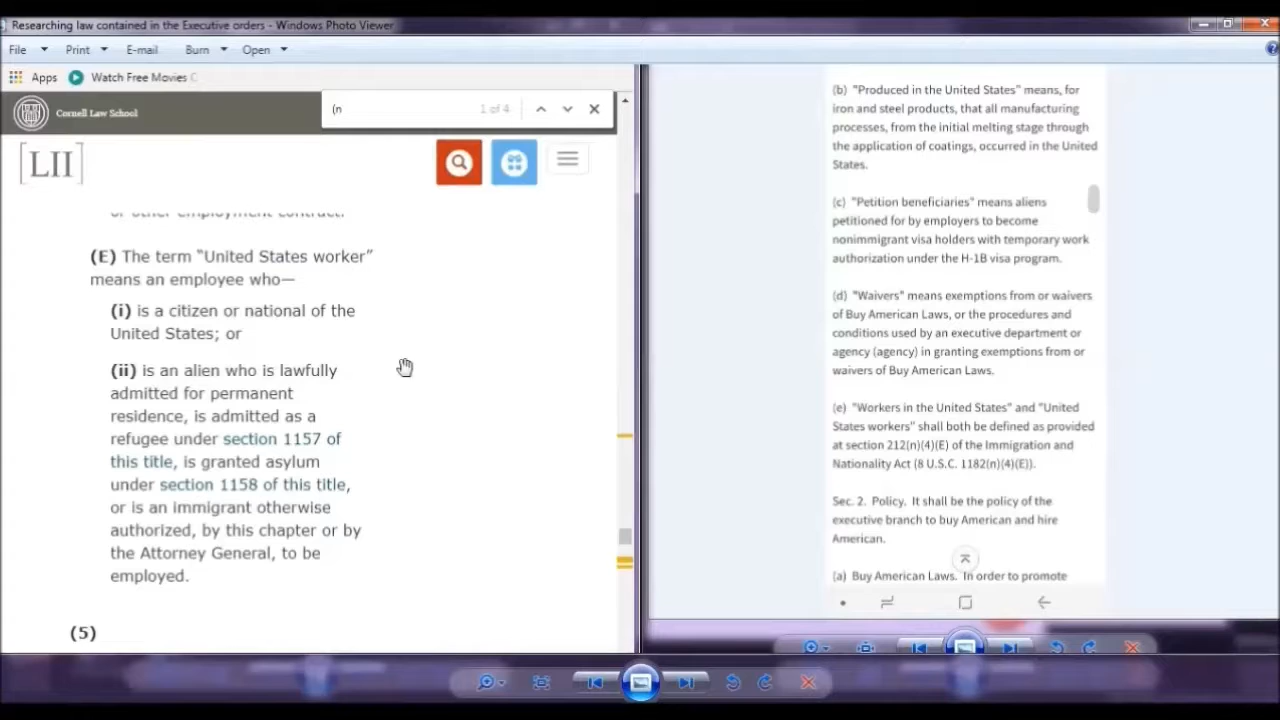 Researching law contained in the Executive orders - Windows Photo Viewer
File Print E-mail Burn Open
Apps Watch Free Movies
Cornell Law School
(n 1 of 4
[LII]
or other employment contract.
(E) The term “United States worker”
means an employee who—
(i) is a citizen or national of the
United States; or
(ii) is an alien who is lawfully
admitted for permanent
residence, is admitted as a
refugee under section 1157 of
this title, is granted asylum
under section 1158 of this title,
or is an immigrant otherwise
authorized, by this chapter or by
the Attorney General, to be
employed.
(5)
(b) "Produced in the United States" means, for
iron and steel products, that all manufacturing
processes, from the initial melting stage through
the application of coatings, occurred in the United
States.
(c) "Petition beneficiaries" means aliens
petitioned for by employers to become
nonimmigrant visa holders with temporary work
authorization under the H-1B visa program.
(d) "Waivers" means exemptions from or waivers
of Buy American Laws, or the procedures and
conditions used by an executive department or
agency (agency) in granting exemptions from or
waivers of Buy American Laws.
(e) "Workers in the United States" and "United
States workers" shall both be defined as provided
at section 212(n)(4)(E) of the Immigration and
Nationality Act (8 U.S.C. 1182(n)(4)(E)).
Sec. 2. Policy. It shall be the policy of the
executive branch to buy American and hire
American.
(a) Buy American Laws. In order to promote